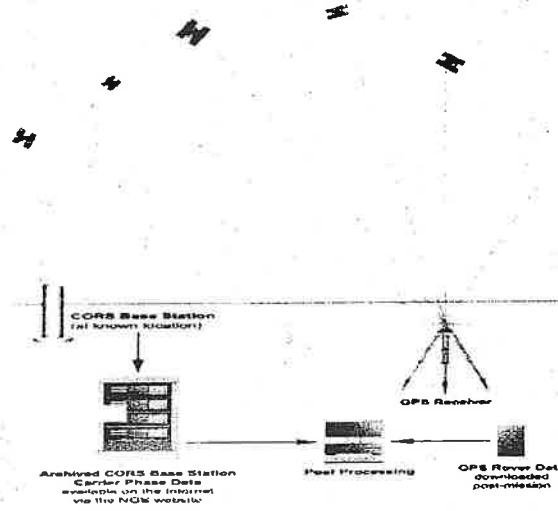 CORS Base Station
(at known location)
GPS Receiver
Archived CORS Base Station
Carrier Phase Data
available on the Internet
via the NGS website
Post Processing
GPS Rover Data
downloaded
post-mission